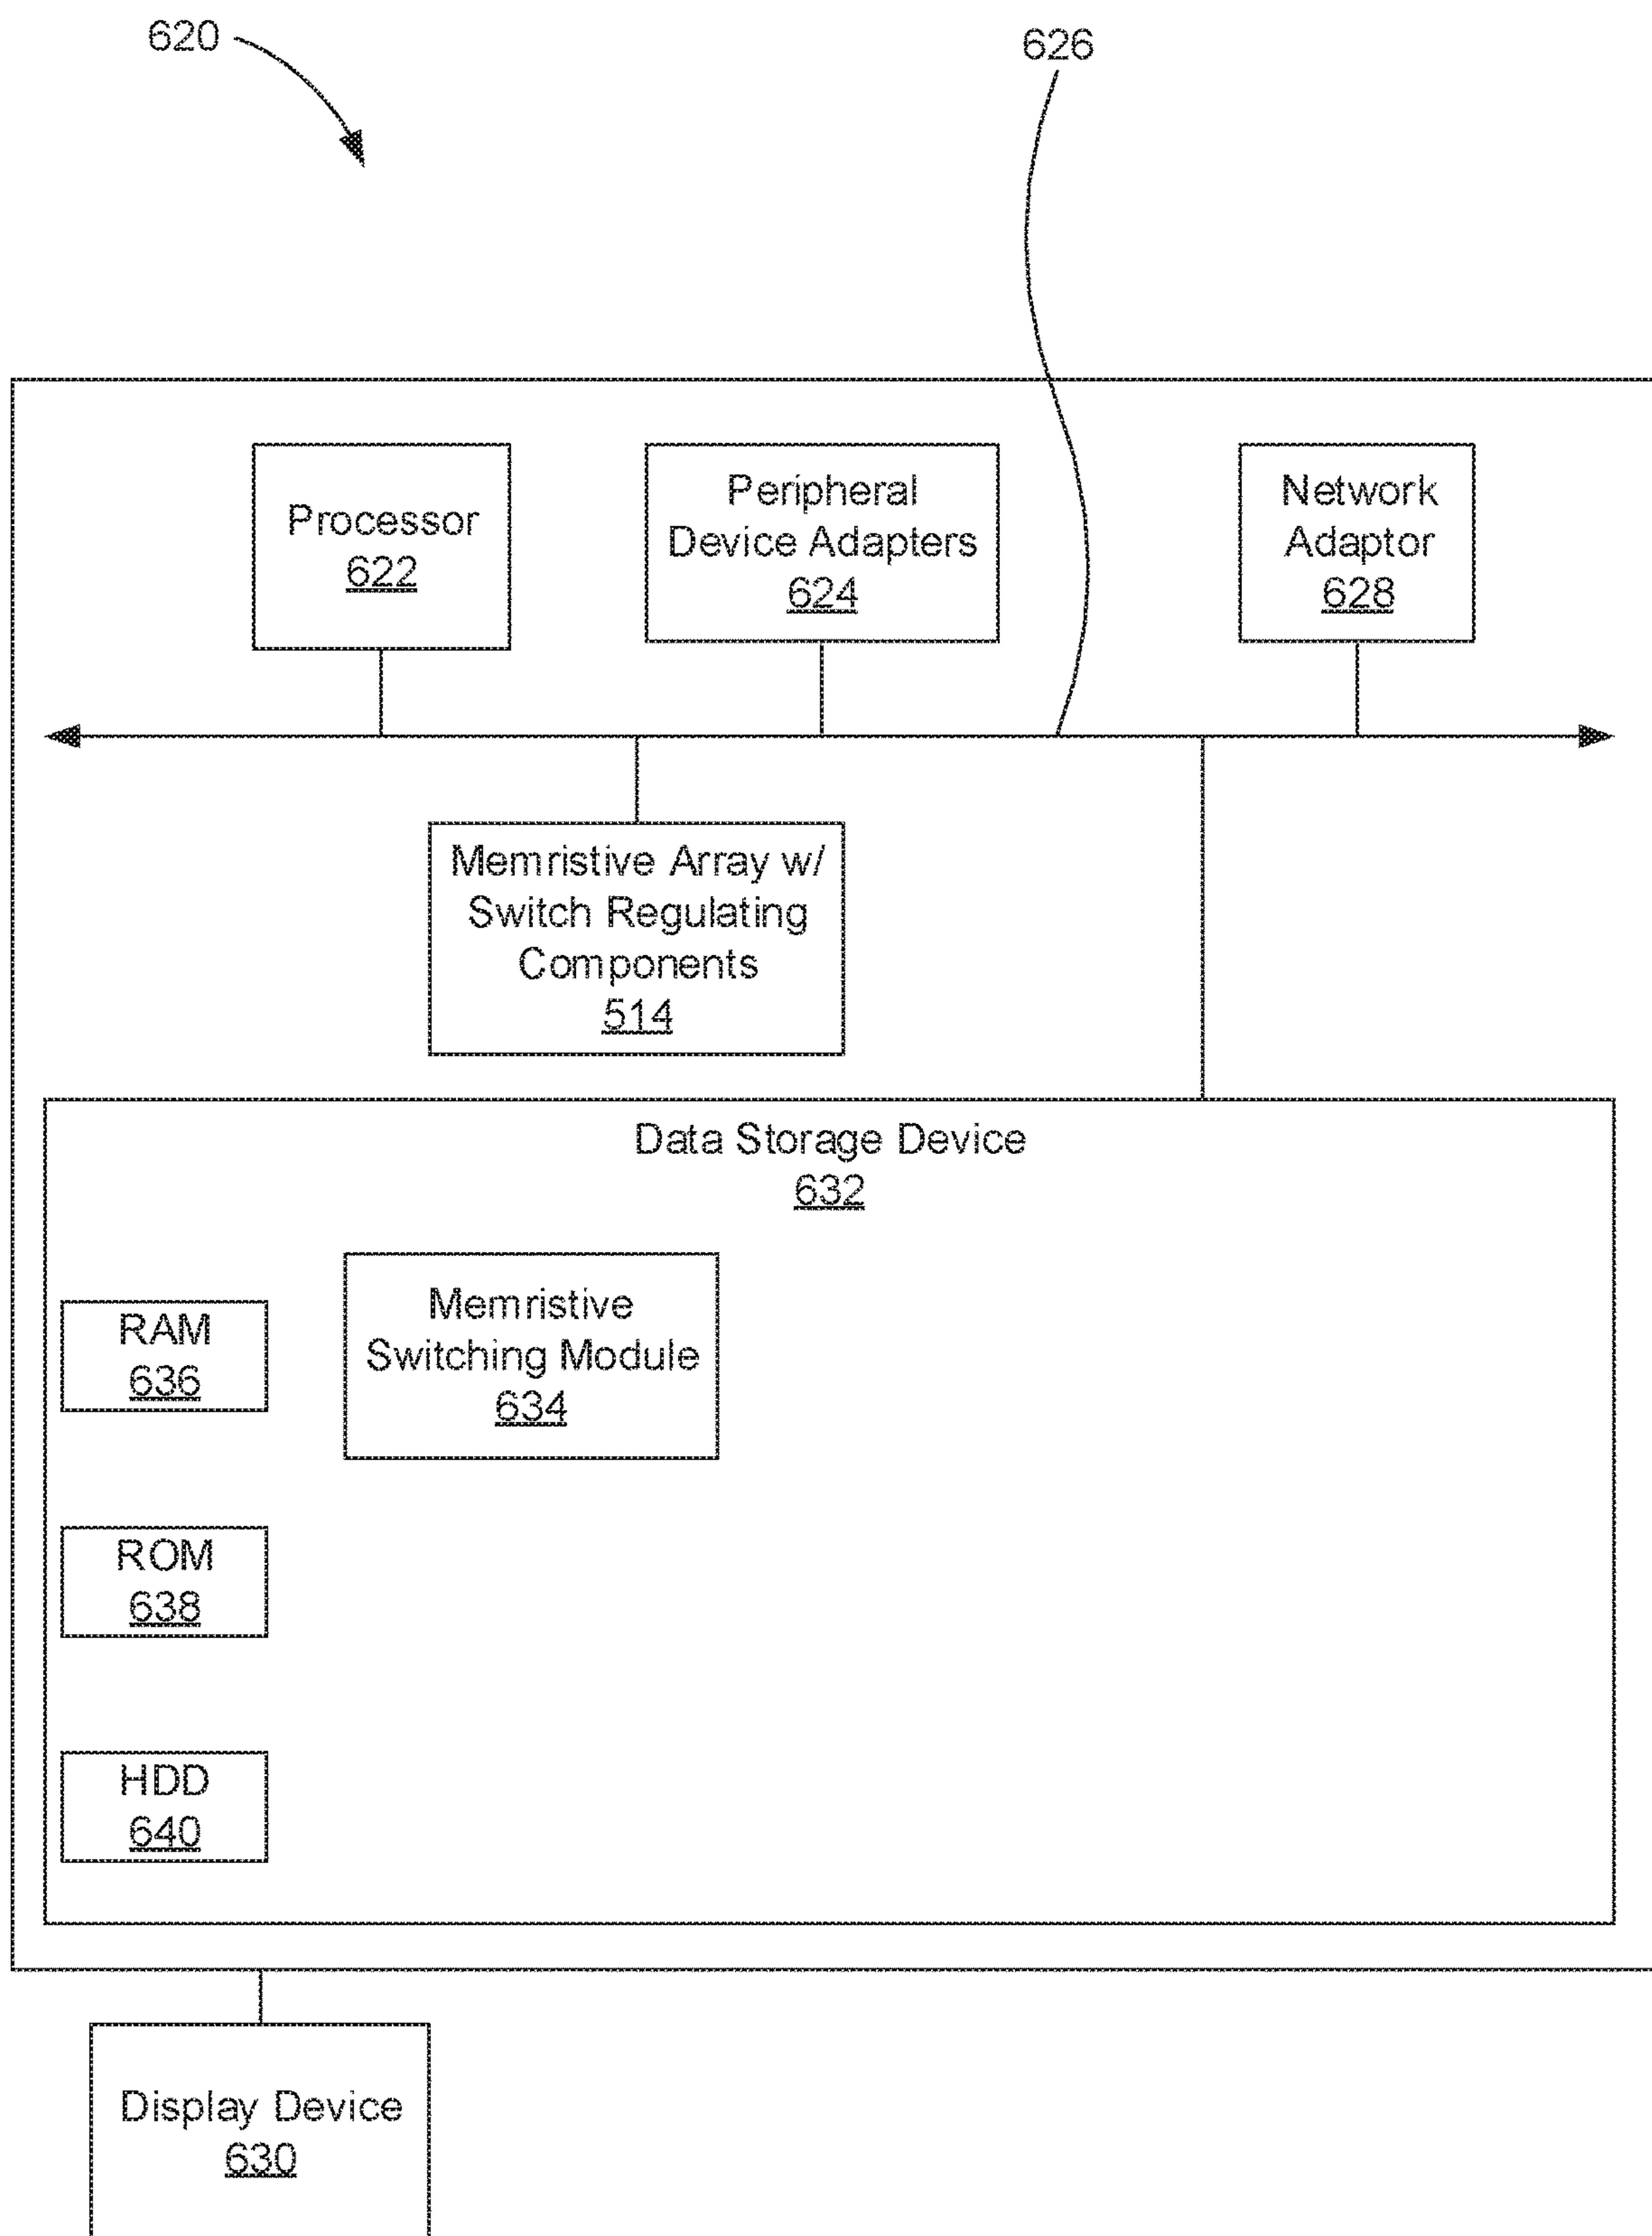 620
626
Processor
622
Peripheral
Device Adapters
624
Network
Adaptor
628
Memristive Array w/
Switch Regulating
Components
514
Data Storage Device
632
RAM
636
Memristive
Switching Module
634
ROM
638
HDD
640
Display Device
630